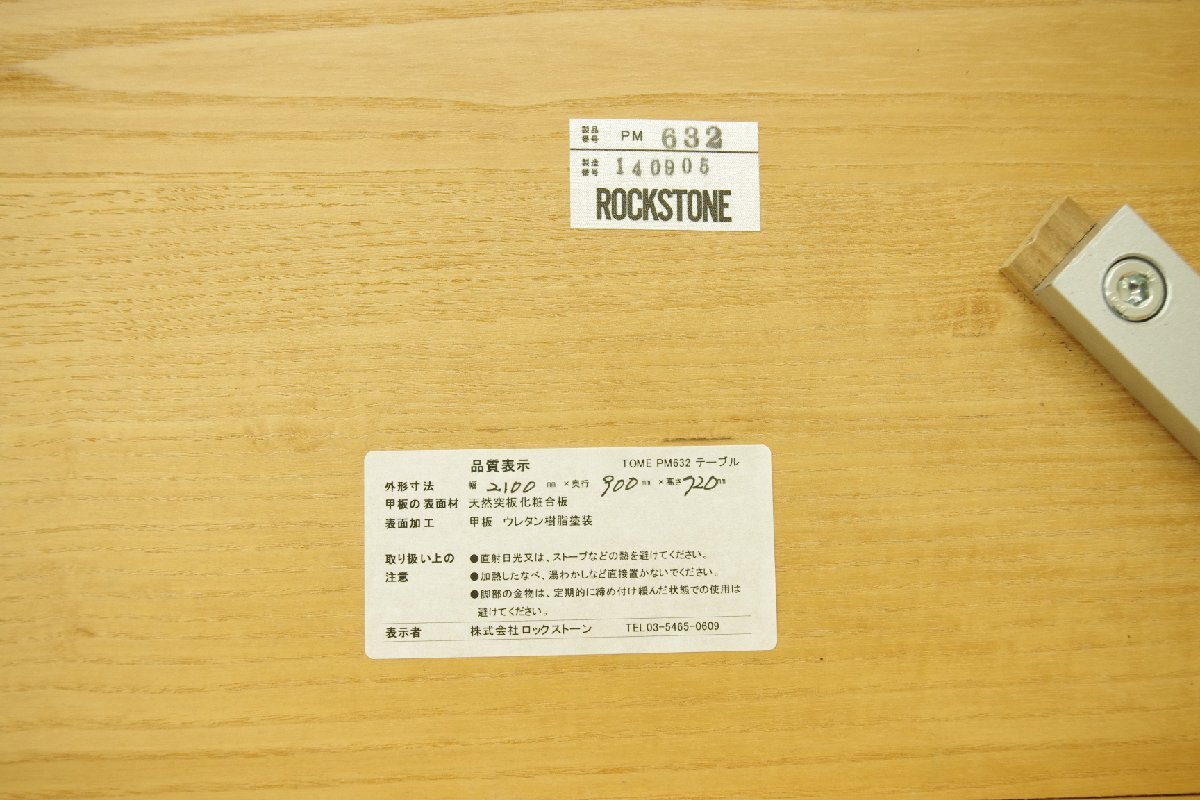 製品番号 PM 632
製造番号 140905
ROCKSTONE
品質表示 TOME PM632 テーブル
外形寸法 幅 2,100 mm × 奥行 900 mm × 高さ 720 mm
甲板の表面材 天然突板化粧合板
表面加工 甲板 ウレタン樹脂塗装
取り扱い上の ●直射日光又は、ストーブなどの熱を避けてください。
注意 ●加熱したなべ、湯わかしなど直接置かないでください。
●脚部の金物は、定期的に締め付け緩んだ状態での使用は
避けてください。
表示者 株式会社ロックストーン TEL03-5465-0609